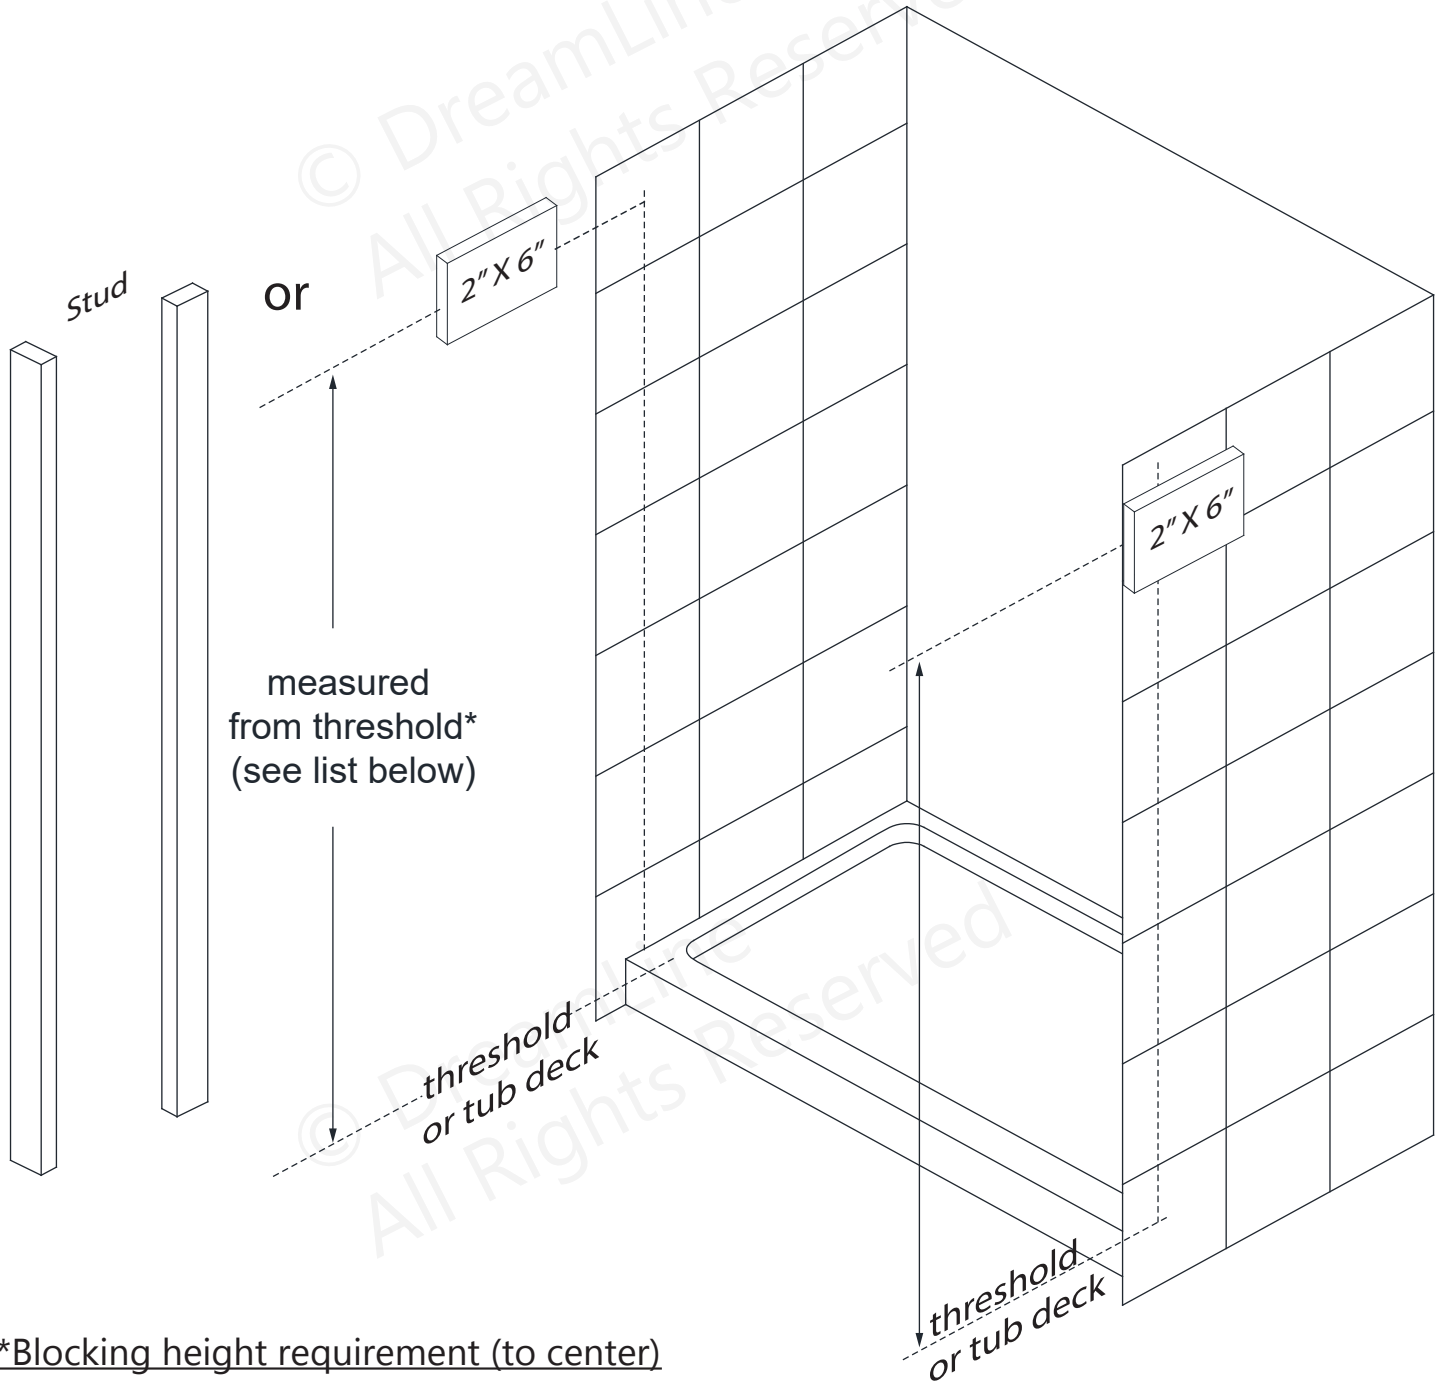 © DreamLine
All Rights Reserved
Stud
or
2" X 6"
2" X 6"
measured
from threshold*
(see list below)
© DreamLine
All Rights Reserved
threshold
or tub deck
threshold
or tub deck
*Blocking height requirement (to center)